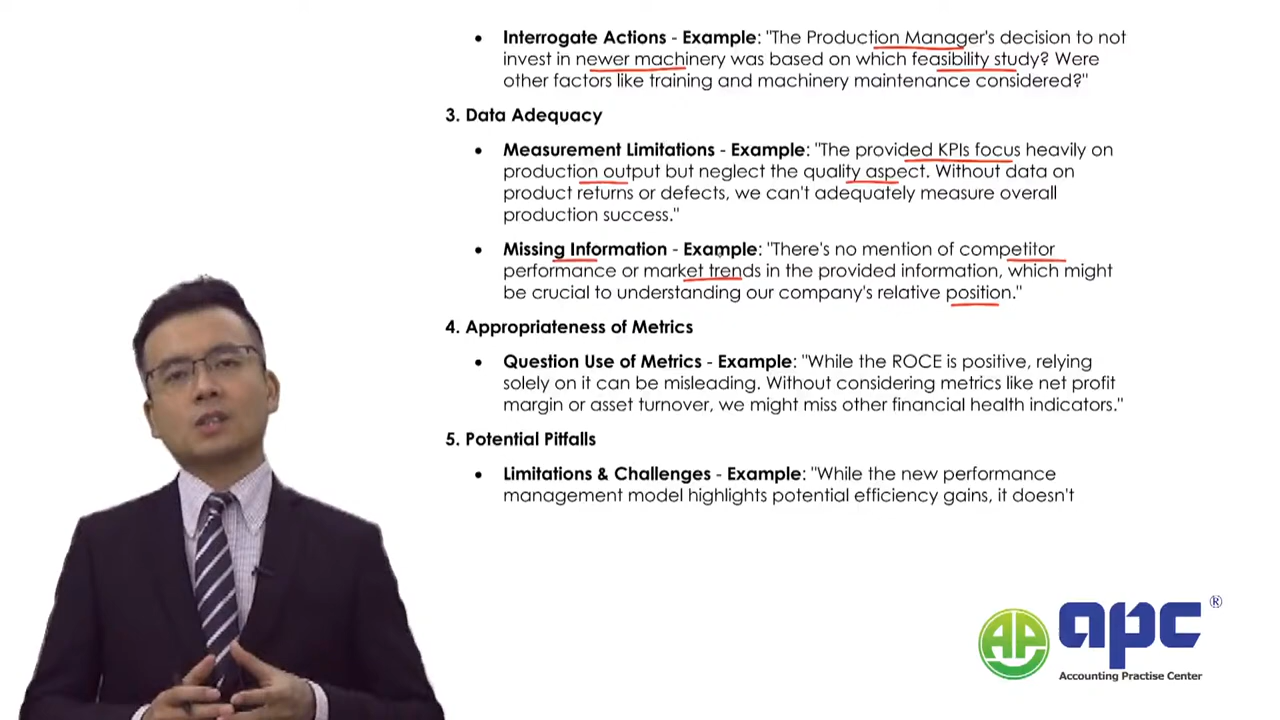 • Interrogate Actions - Example: "The Production Manager's decision to not
invest in newer machinery was based on which feasibility study? Were
other factors like training and machinery maintenance considered?"
3. Data Adequacy
• Measurement Limitations - Example: "The provided KPIs focus heavily on
production output but neglect the quality aspect. Without data on
product returns or defects, we can't adequately measure overall
production success."
• Missing Information - Example: "There's no mention of competitor
performance or market trends in the provided information, which might
be crucial to understanding our company's relative position."
4. Appropriateness of Metrics
• Question Use of Metrics - Example: "While the ROCE is positive, relying
solely on it can be misleading. Without considering metrics like net profit
margin or asset turnover, we might miss other financial health indicators."
5. Potential Pitfalls
• Limitations & Challenges - Example: "While the new performance
management model highlights potential efficiency gains, it doesn't
AP apc ®
Accounting Practise Center